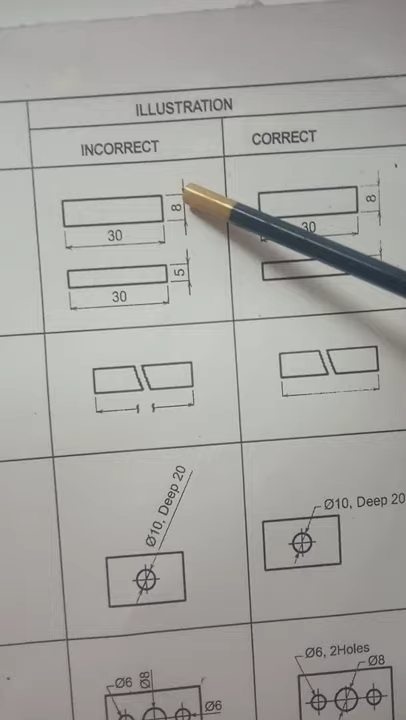 ILLUSTRATION
INCORRECT
CORRECT
8
30
5
30
8
30
Ø10, Deep 20
Ø10, Deep 20
Ø6
Ø8
Ø6
Ø6, 2Holes
Ø8